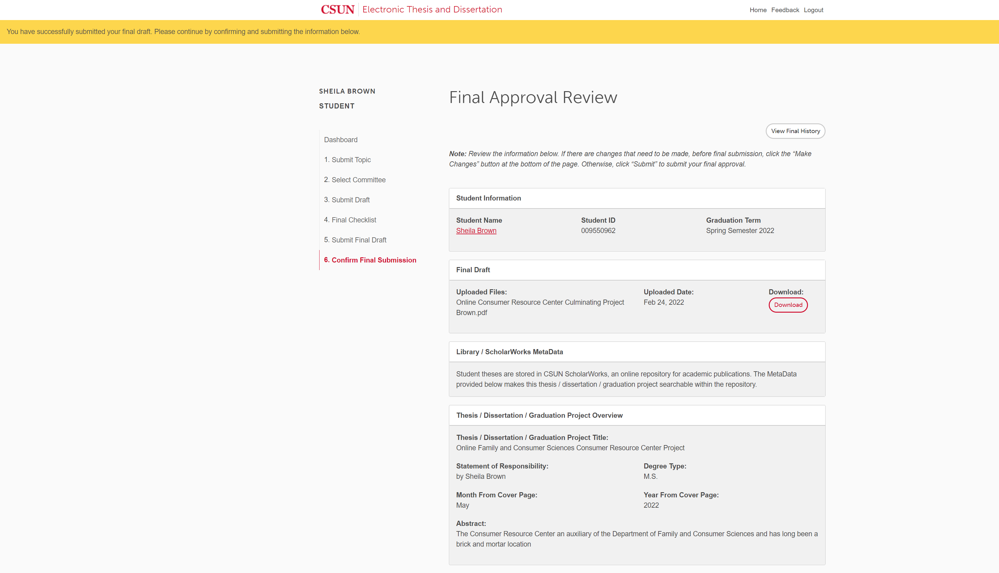 CSUN Electronic Thesis and Dissertation
Home Feedback Logout
You have successfully submitted your final draft. Please continue by confirming and submitting the information below.
SHEILA BROWN
STUDENT
Dashboard
1. Submit Topic
2. Select Committee
3. Submit Draft
4. Final Checklist
5. Submit Final Draft
6. Confirm Final Submission
Final Approval Review
View Final History
Note: Review the information below. If there are changes that need to be made, before final submission, click the “Make
Changes” button at the bottom of the page. Otherwise, click “Submit” to submit your final approval.
Student Information
Student Name Student ID Graduation Term
Sheila Brown 009550962 Spring Semester 2022
Final Draft
Uploaded Files: Uploaded Date: Download:
Online Consumer Resource Center Culminating Project Feb 24, 2022 Download
Brown.pdf
Library / ScholarWorks MetaData
Student theses are stored in CSUN ScholarWorks, an online repository for academic publications. The MetaData
provided below makes this thesis / dissertation / graduation project searchable within the repository.
Thesis / Dissertation / Graduation Project Overview
Thesis / Dissertation / Graduation Project Title:
Online Family and Consumer Sciences Consumer Resource Center Project
Statement of Responsibility: Degree Type:
by Sheila Brown M.S.
Month From Cover Page: Year From Cover Page:
May 2022
Abstract:
The Consumer Resource Center an auxiliary of the Department of Family and Consumer Sciences and has long been a
brick and mortar location